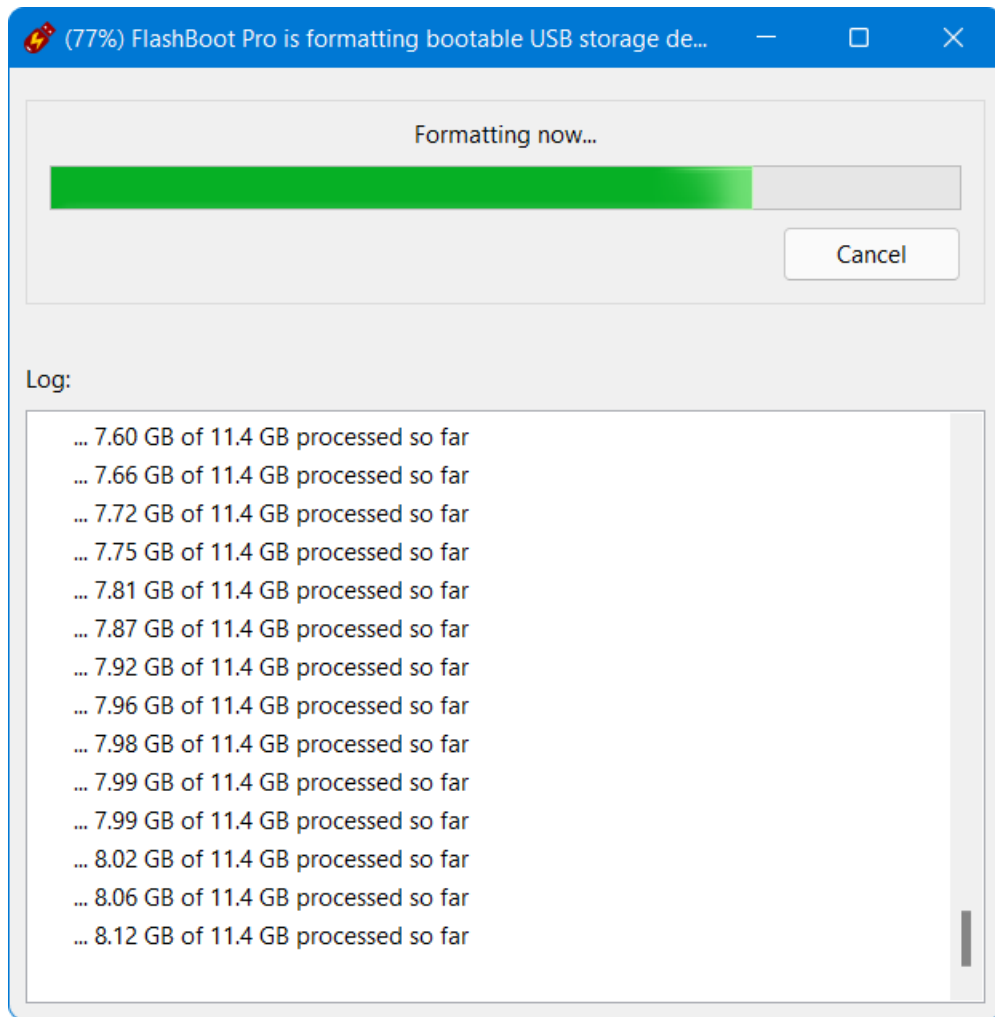 (77%) FlashBoot Pro is formatting bootable USB storage de...
Formatting now...
Cancel
Log:
... 7.60 GB of 11.4 GB processed so far
... 7.66 GB of 11.4 GB processed so far
... 7.72 GB of 11.4 GB processed so far
... 7.75 GB of 11.4 GB processed so far
... 7.81 GB of 11.4 GB processed so far
... 7.87 GB of 11.4 GB processed so far
... 7.92 GB of 11.4 GB processed so far
... 7.96 GB of 11.4 GB processed so far
... 7.98 GB of 11.4 GB processed so far
... 7.99 GB of 11.4 GB processed so far
... 7.99 GB of 11.4 GB processed so far
... 8.02 GB of 11.4 GB processed so far
... 8.06 GB of 11.4 GB processed so far
... 8.12 GB of 11.4 GB processed so far